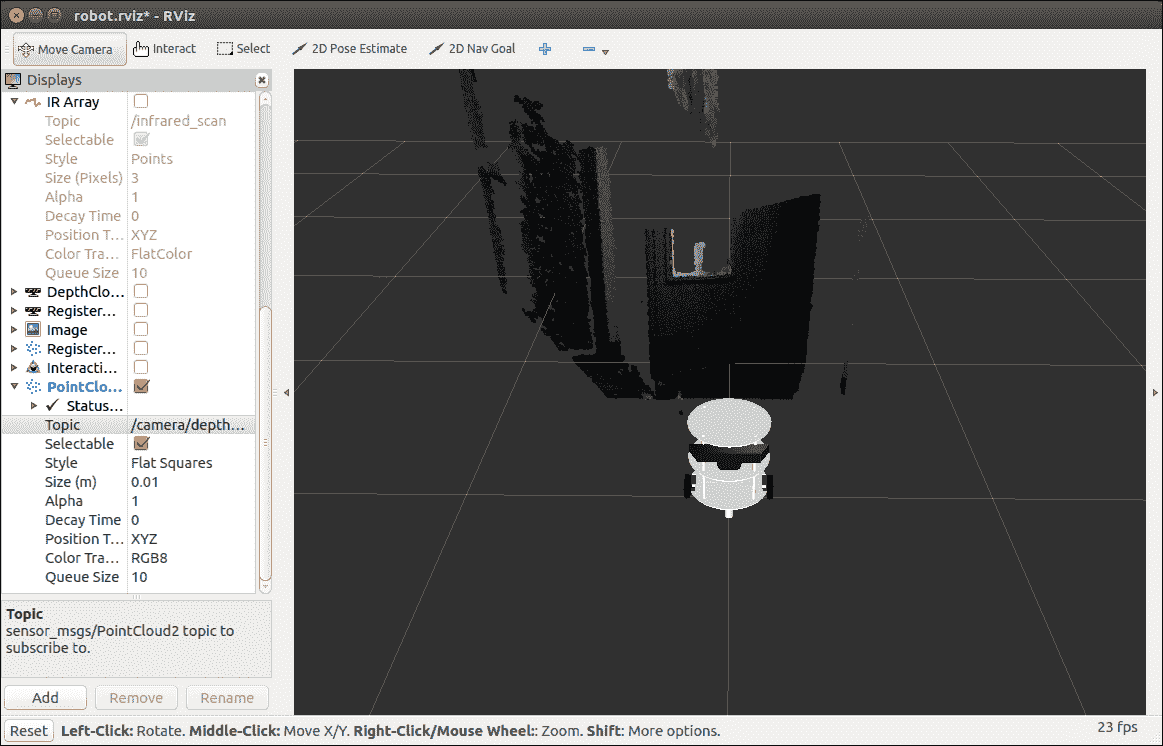 robot.rviz* - RViz
Move Camera Interact Select 2D Pose Estimate 2D Nav Goal
Displays
IR Array
Topic /infrared_scan
Selectable
Style Points
Size (Pixels) 3
Alpha 1
Decay Time 0
Position T... XYZ
Color Tra... FlatColor
Queue Size 10
DepthClo...
Register...
Image
Register...
Interacti...
PointClo...
Status...
Topic /camera/depth...
Selectable
Style Flat Squares
Size (m) 0.01
Alpha 1
Decay Time 0
Position T... XYZ
Color Tra... RGB8
Queue Size 10
Topic
sensor_msgs/PointCloud2 topic to
subscribe to.
Add Remove Rename
Reset Left-Click: Rotate. Middle-Click: Move X/Y. Right-Click/Mouse Wheel:: Zoom. Shift: More options. 23 fps